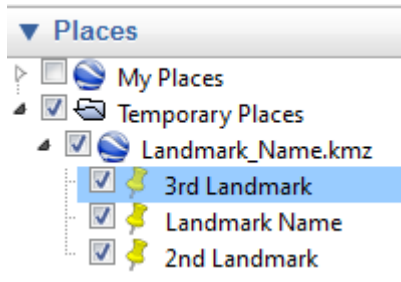 Places
My Places
Temporary Places
Landmark_Name.kmz
3rd Landmark
Landmark Name
2nd Landmark